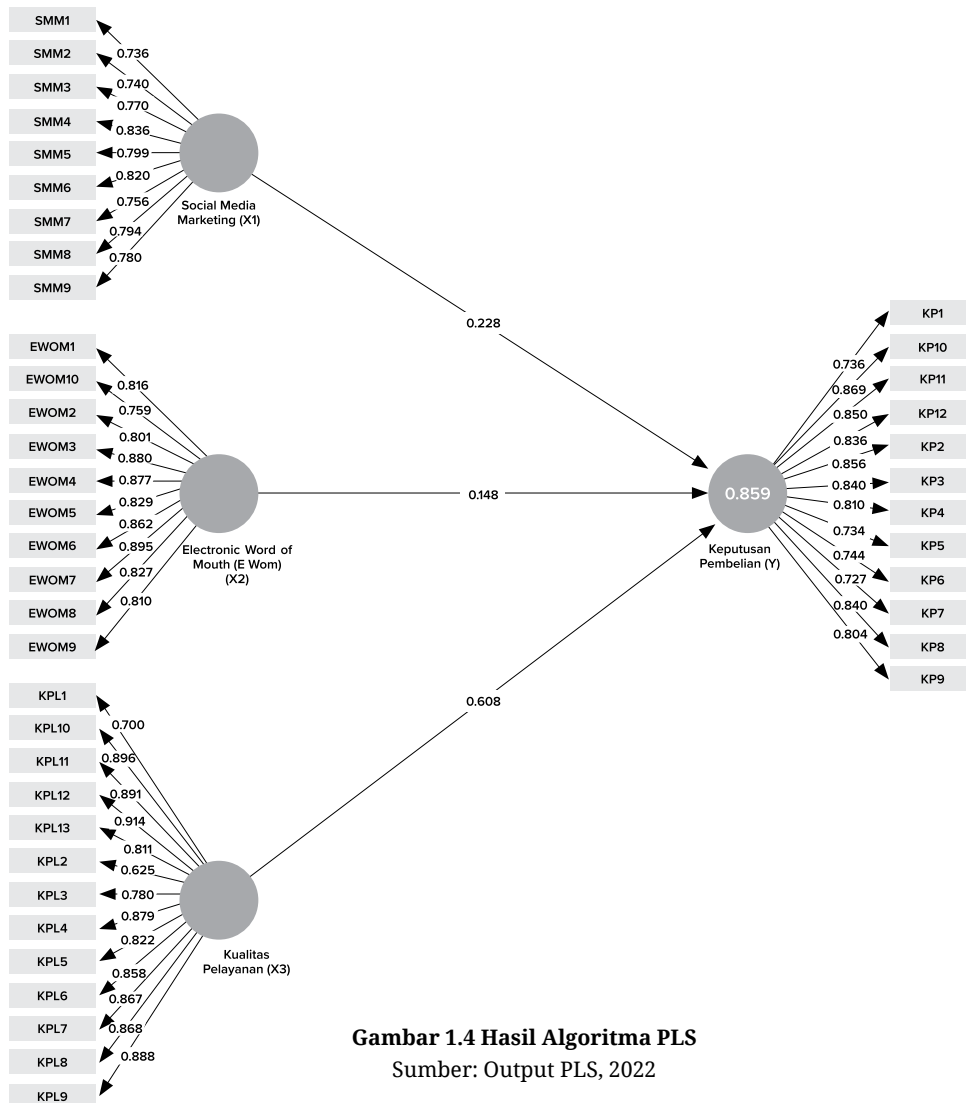 SMM1
SMM2
SMM3
SMM4
SMM5
SMM6
SMM7
SMM8
SMM9
0.736
0.740
0.770
0.836
0.799
0.820
0.756
0.794
0.780
Social Media
Marketing (X1)
0.228
EWOM1
EWOM10
EWOM2
EWOM3
EWOM4
EWOM5
EWOM6
EWOM7
EWOM8
EWOM9
0.816
0.759
0.801
0.880
0.877
0.829
0.862
0.895
0.827
0.810
Electronic Word of
Mouth (E Wom)
(X2)
0.148
KPL1
KPL10
KPL11
KPL12
KPL13
KPL2
KPL3
KPL4
KPL5
KPL6
KPL7
KPL8
KPL9
0.700
0.896
0.891
0.914
0.811
0.625
0.780
0.879
0.822
0.858
0.867
0.868
0.888
Kualitas
Pelayanan (X3)
0.608
0.859
Keputusan
Pembelian (Y)
0.736
0.869
0.850
0.836
0.856
0.840
0.810
0.734
0.744
0.727
0.840
0.804
KP1
KP10
KP11
KP12
KP2
KP3
KP4
KP5
KP6
KP7
KP8
KP9
Gambar 1.4 Hasil Algoritma PLS
Sumber: Output PLS, 2022